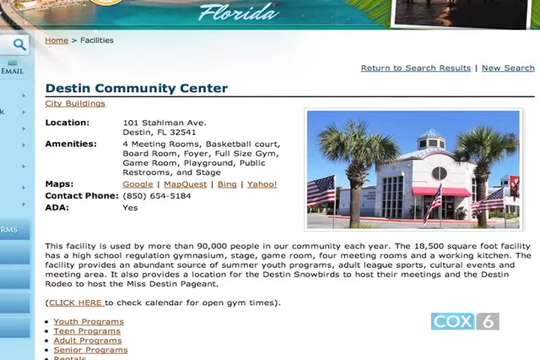 Florida
Home > Facilities
EMAIL
Return to Search Results | New Search
Destin Community Center
City Buildings
Location: 101 Stahlman Ave.
Destin, FL 32541
Amenities: 4 Meeting Rooms, Basketball court,
Board Room, Foyer, Full Size Gym,
Game Room, Playground, Public
Restrooms, and Stage
Maps: Google | MapQuest | Bing | Yahoo!
Contact Phone: (850) 654-5184
ADA: Yes
This facility is used by more than 90,000 people in our community each year. The 18,500 square foot facility
has a high school regulation gymnasium, stage, game room, four meeting rooms and a working kitchen. The
facility provides an abundant source of summer youth programs, adult league sports, cultural events and
meeting area. It also provides a location for the Destin Snowbirds to host their meetings and the Destin
Rodeo to host the Miss Destin Pageant.
(CLICK HERE to check calendar for open gym times).
• Youth Programs
• Teen Programs
• Adult Programs
• Senior Programs
• Rentals
COX 6